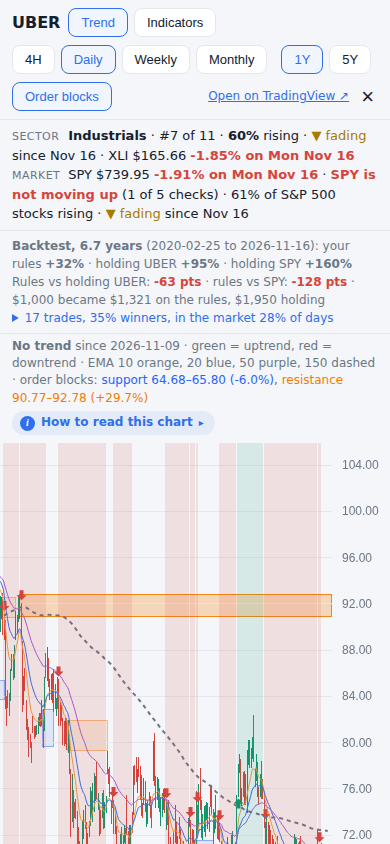 UBER Trend Indicators
4H Daily Weekly Monthly 1Y 5Y
Order blocks Open on TradingView ↗ ✕
SECTOR Industrials · #7 of 11 · 60% rising · ▼ fading
since Nov 16 · XLI $165.66 -1.85% on Mon Nov 16
MARKET SPY $739.95 -1.91% on Mon Nov 16 · SPY is
not moving up (1 of 5 checks) · 61% of S&P 500
stocks rising · ▼ fading since Nov 16
Backtest, 6.7 years (2020-02-25 to 2026-11-16): your
rules +32% · holding UBER +95% · holding SPY +160%
Rules vs holding UBER: -63 pts · rules vs SPY: -128 pts ·
$1,000 became $1,321 on the rules, $1,950 holding
▶ 17 trades, 35% winners, in the market 28% of days
No trend since 2026-11-09 · green = uptrend, red =
downtrend · EMA 10 orange, 20 blue, 50 purple, 150 dashed
· order blocks: support 64.68–65.80 (-6.0%), resistance
90.77–92.78 (+29.7%)
i How to read this chart ▸
104.00
100.00
96.00
92.00
88.00
84.00
80.00
76.00
72.00